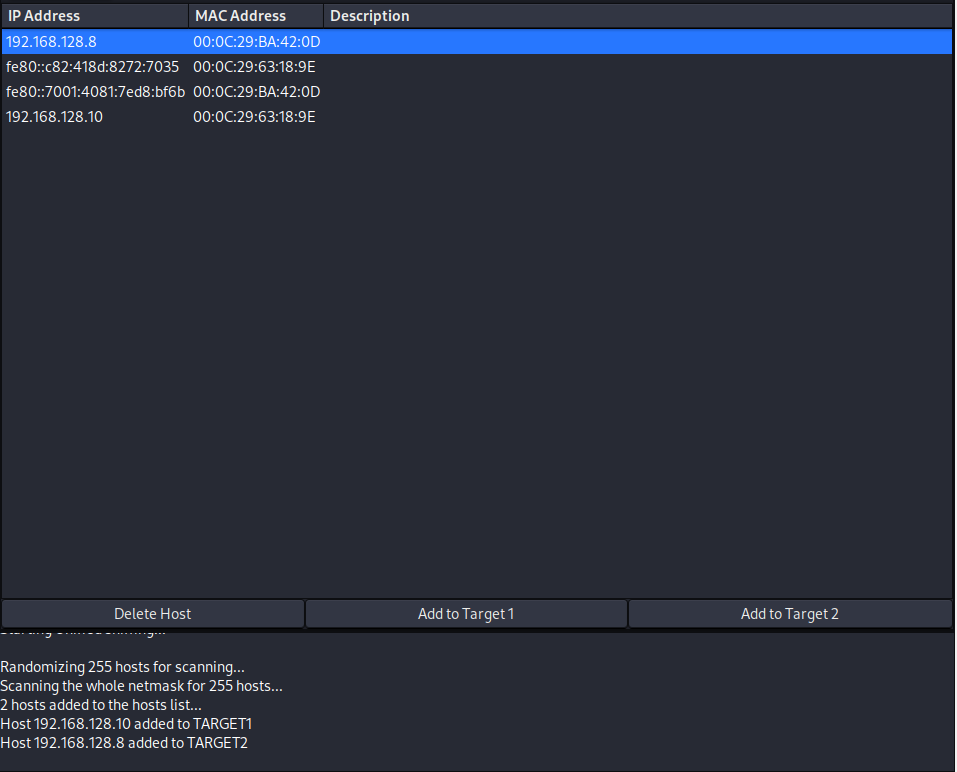 IP Address MAC Address Description
192.168.128.8 00:0C:29:BA:42:0D
fe80::c82:418d:8272:7035 00:0C:29:63:18:9E
fe80::7001:4081:7ed8:bf6b 00:0C:29:BA:42:0D
192.168.128.10 00:0C:29:63:18:9E
Delete Host Add to Target 1 Add to Target 2
Starting Unified sniffing...
Randomizing 255 hosts for scanning...
Scanning the whole netmask for 255 hosts...
2 hosts added to the hosts list...
Host 192.168.128.10 added to TARGET1
Host 192.168.128.8 added to TARGET2